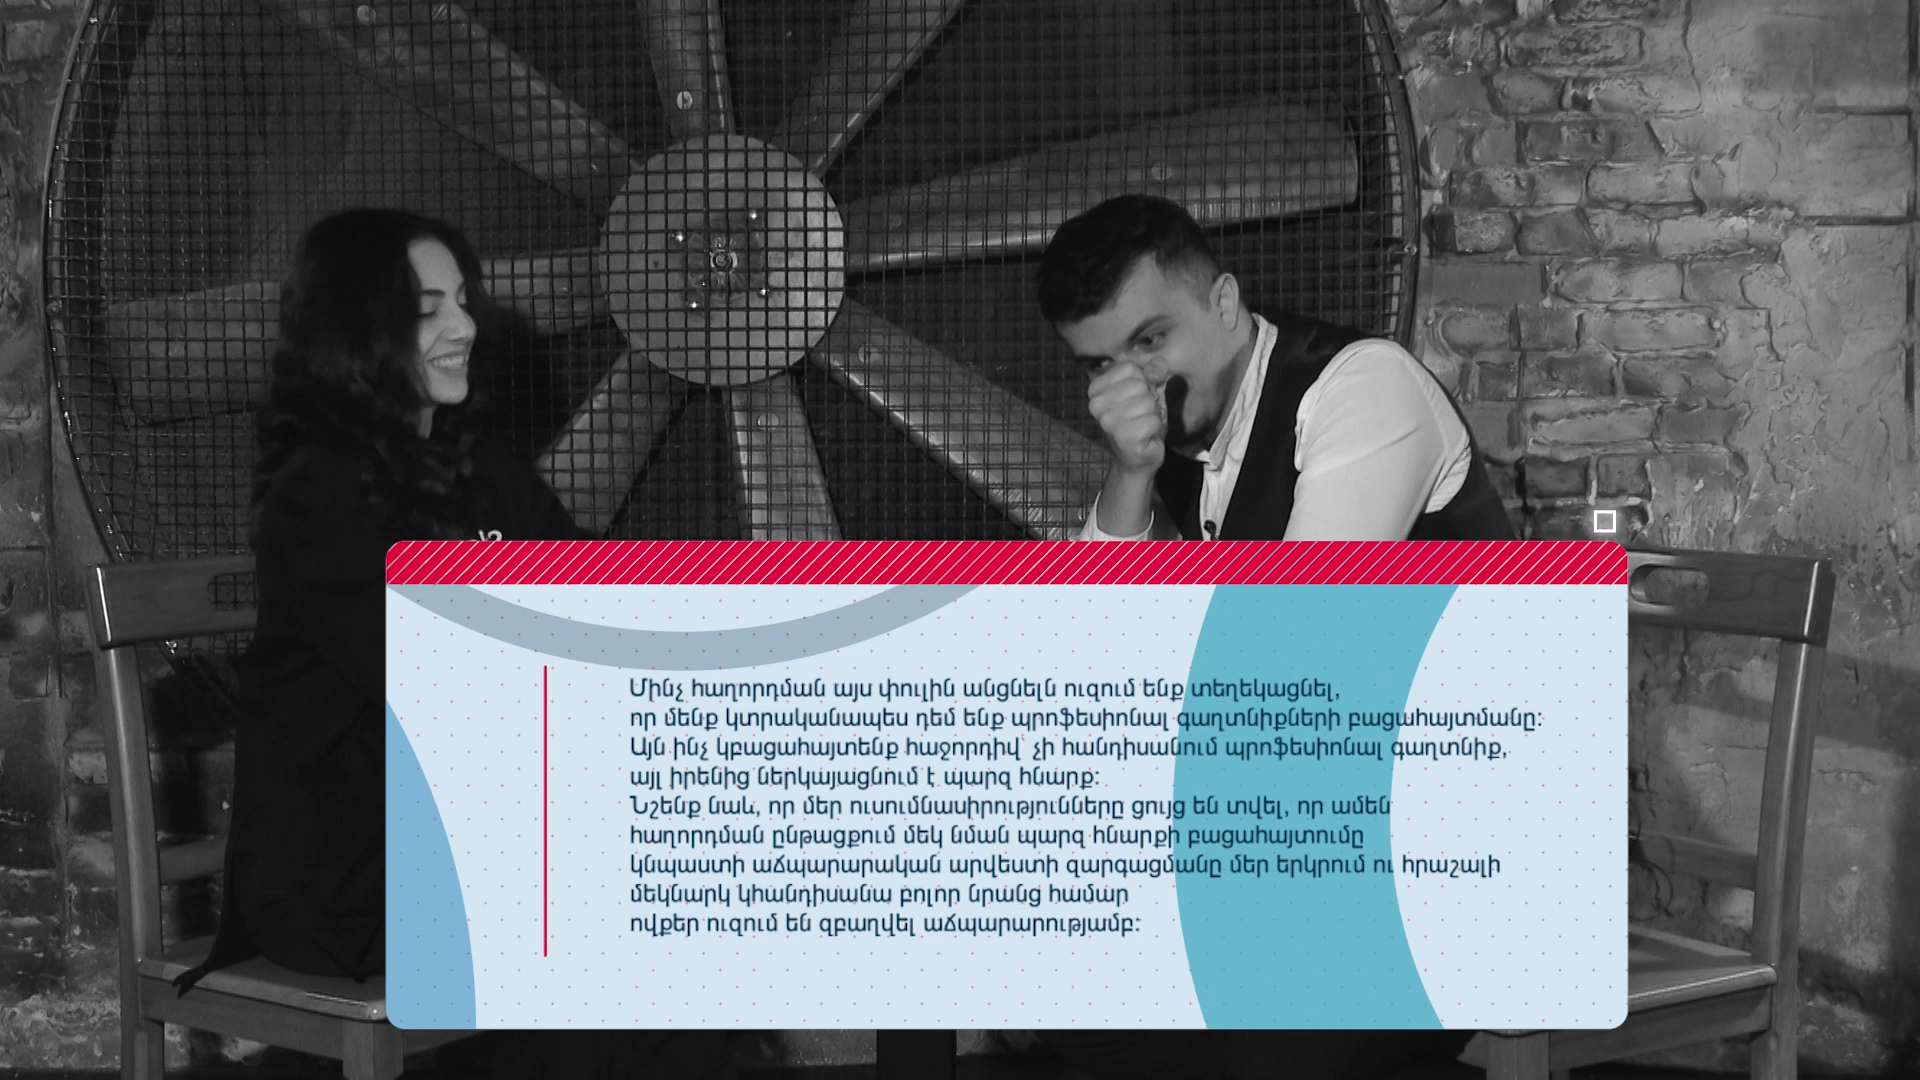 Մինչ հաղորդման այս փուլին անցնելն ուզում ենք տեղեկացնել,
որ մենք կտրականապես դեմ ենք պրոֆեսիոնալ գաղտնիքների բացահայտմանը:
Այն ինչ կբացահայտենք հաջորդիվ՝ չի հանդիսանում պրոֆեսիոնալ գաղտնիք,
այլ իրենից ներկայացնում է պարզ հնարք:
Նշենք նաև, որ մեր ուսումնասիրությունները ցույց են տվել, որ ամեն
հաղորդման ընթացքում մեկ նման պարզ հնարքի բացահայտումը
կնպաստի աճպարարական արվեստի զարգացմանը մեր երկրում ու հրաշալի
մեկնարկ կհանդիսանա բոլոր նրանց համար
ովքեր ուզում են զբաղվել աճպարարությամբ: